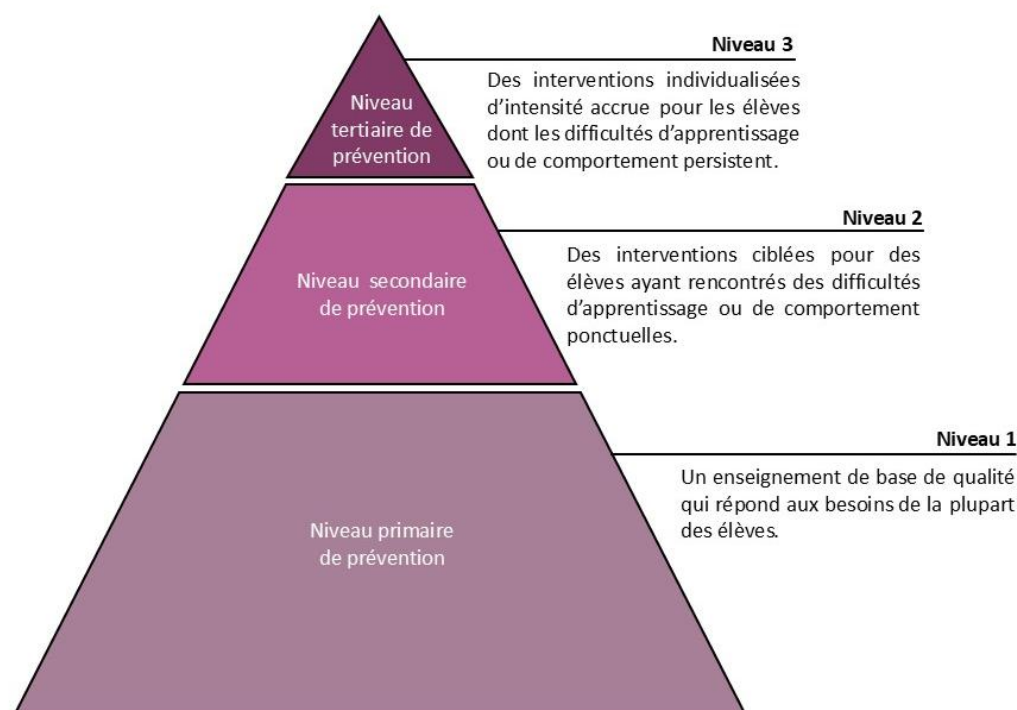 Niveau 3
Des interventions individualisées
d’intensité accrue pour les élèves
dont les difficultés d’apprentissage
ou de comportement persistent.
Niveau
tertiaire de
prévention
Niveau 2
Des interventions ciblées pour des
élèves ayant rencontrés des difficultés
d’apprentissage ou de comportement
ponctuelles.
Niveau secondaire
de prévention
Niveau 1
Un enseignement de base de qualité
qui répond aux besoins de la plupart
des élèves.
Niveau primaire
de prévention